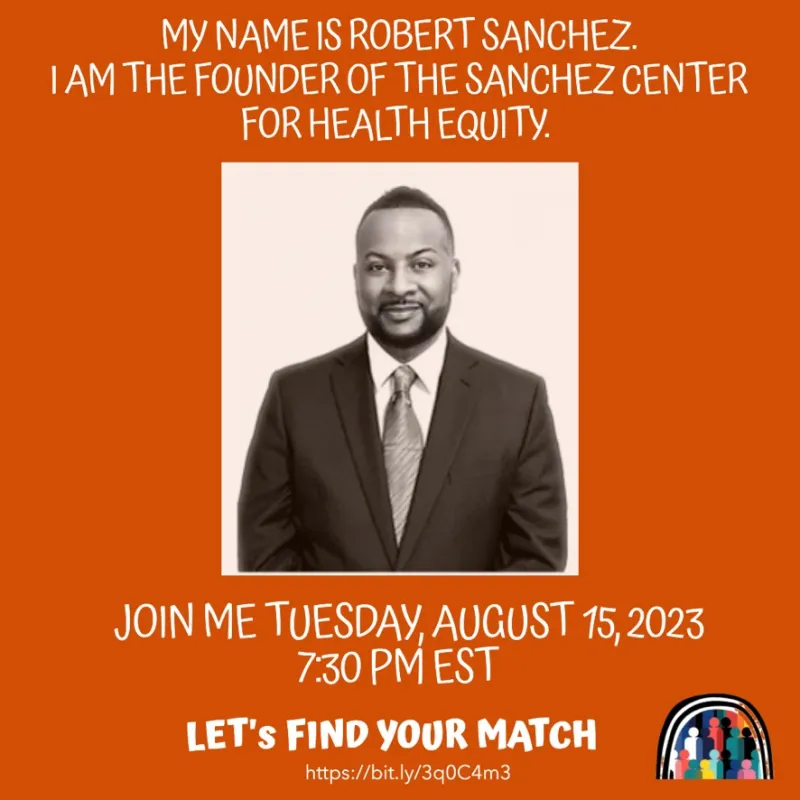 MY NAME IS ROBERT SANCHEZ.
I AM THE FOUNDER OF THE SANCHEZ CENTER
FOR HEALTH EQUITY.
JOIN ME TUESDAY, AUGUST 15, 2023
7:30 PM EST
LET's FIND YOUR MATCH
https://bit.ly/3q0C4m3